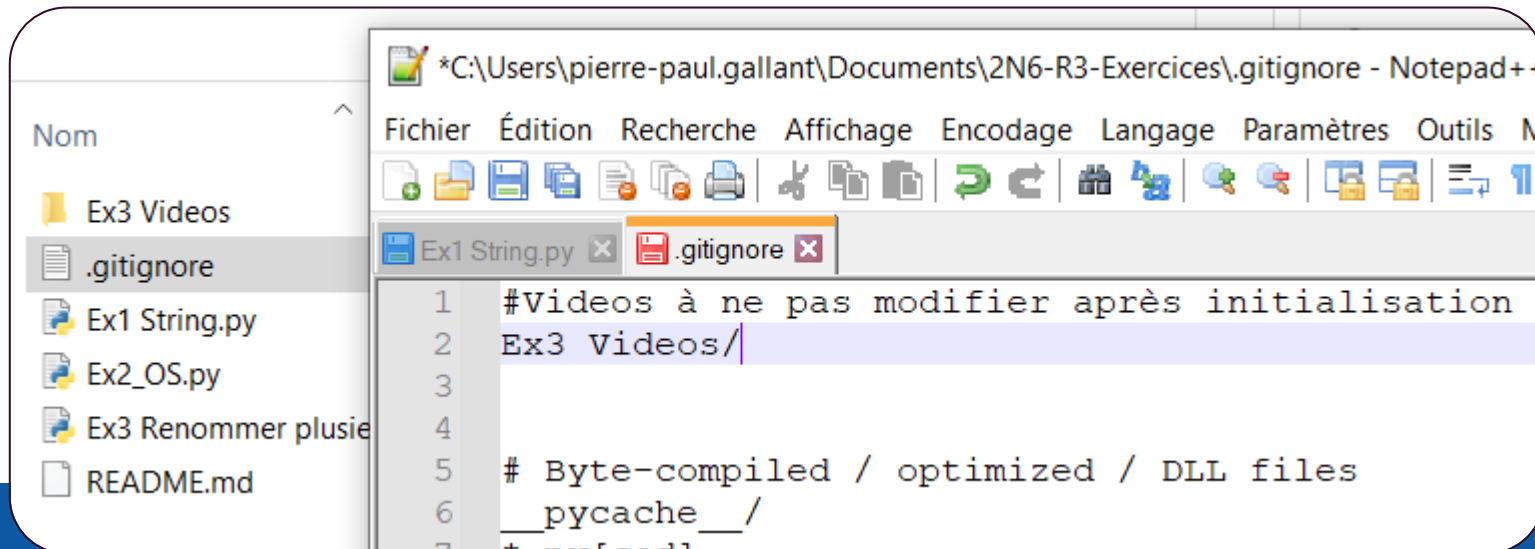 Nom
Ex3 Videos
.gitignore
Ex1 String.py
Ex2_OS.py
Ex3 Renommer
README.md
*C:\Users\pierre-paul.gallant\Documents\2N6-R3-Exercices\.gitignore - Notepad++
Fichier Édition Recherche Affichage Encodage Langage Paramètres Outils
Ex1 String.py .gitignore
1 #Videos à ne pas modifier après initialisation
2 Ex3 Videos/
3
4
5 # Byte-compiled / optimized / DLL files
6 __pycache__/